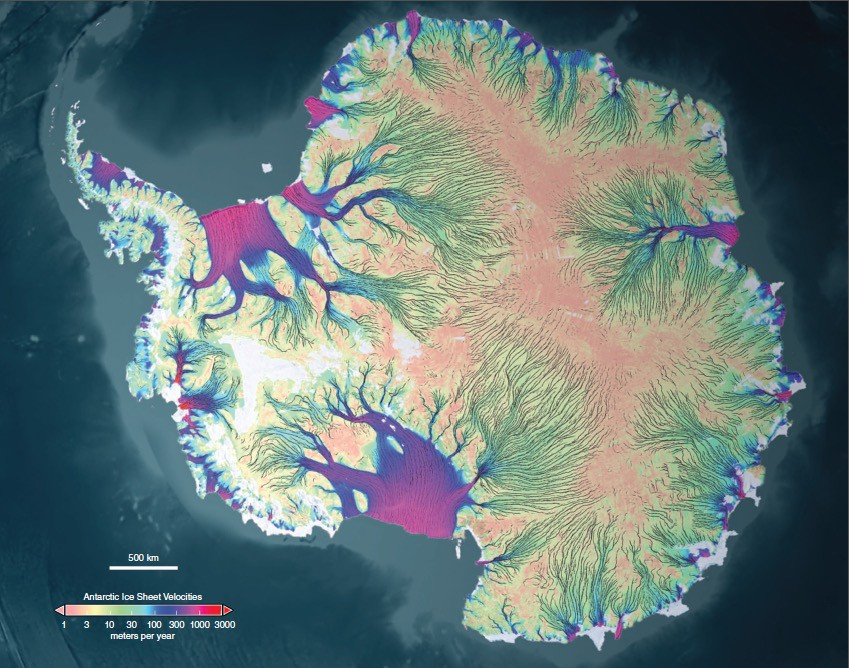 500 km
Antarctic Ice Sheet Velocities
1 3 10 30 100 300 1000 3000
meters per year